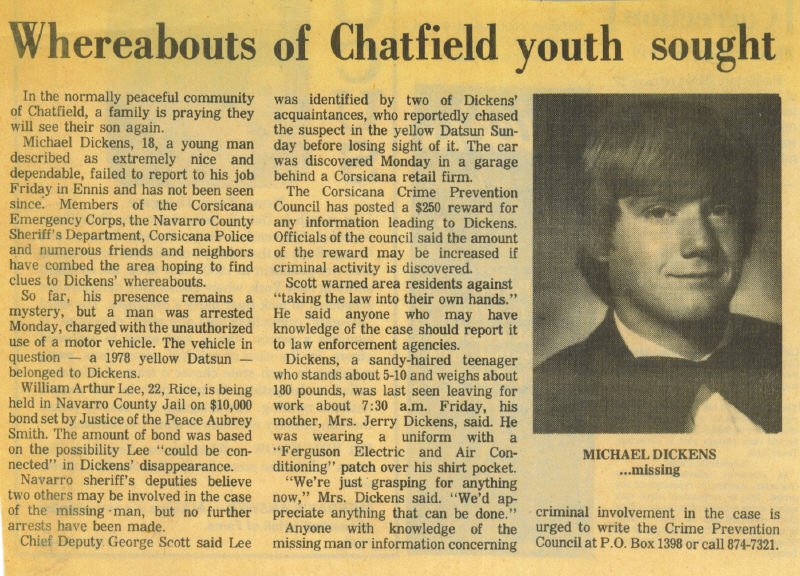 Whereabouts of Chatfield youth sought
In the normally peaceful community
of Chatfield, a family is praying they
will see their son again.
Michael Dickens, 18, a young man
described as extremely nice and
dependable, failed to report to his job
Friday in Ennis and has not been seen
since. Members of the Corsicana
Emergency Corps, the Navarro County
Sheriff's Department, Corsicana Police
and numerous friends and neighbors
have combed the area hoping to find
clues to Dickens' whereabouts.
So far, his presence remains a
mystery, but a man was arrested
Monday, charged with the unauthorized
use of a motor vehicle. The vehicle in
question — a 1978 yellow Datsun —
belonged to Dickens.
William Arthur Lee, 22, Rice, is being
held in Navarro County Jail on $10,000
bond set by Justice of the Peace Aubrey
Smith. The amount of bond was based
on the possibility Lee "could be con-
nected" in Dickens' disappearance.
Navarro sheriff's deputies believe
two others may be involved in the case
of the missing man, but no further
arrests have been made.
Chief Deputy George Scott said Lee
was identified by two of Dickens'
acquaintances, who reportedly chased
the suspect in the yellow Datsun Sun-
day before losing sight of it. The car
was discovered Monday in a garage
behind a Corsicana retail firm.
The Corsicana Crime Prevention
Council has posted a $250 reward for
any information leading to Dickens.
Officials of the council said the amount
of the reward may be increased if
criminal activity is discovered.
Scott warned area residents against
"taking the law into their own hands."
He said anyone who may have
knowledge of the case should report it
to law enforcement agencies.
Dickens, a sandy-haired teenager
who stands about 5-10 and weighs about
180 pounds, was last seen leaving for
work about 7:30 a.m. Friday, his
mother, Mrs. Jerry Dickens, said. He
was wearing a uniform with a
"Ferguson Electric and Air Con-
ditioning" patch over his shirt pocket.
"We're just grasping for anything
now," Mrs. Dickens said. "We'd ap-
preciate anything that can be done."
Anyone with knowledge of the
missing man or information concerning
MICHAEL DICKENS
...missing
criminal involvement in the case is
urged to write the Crime Prevention
Council at P.O. Box 1398 or call 874-7321.